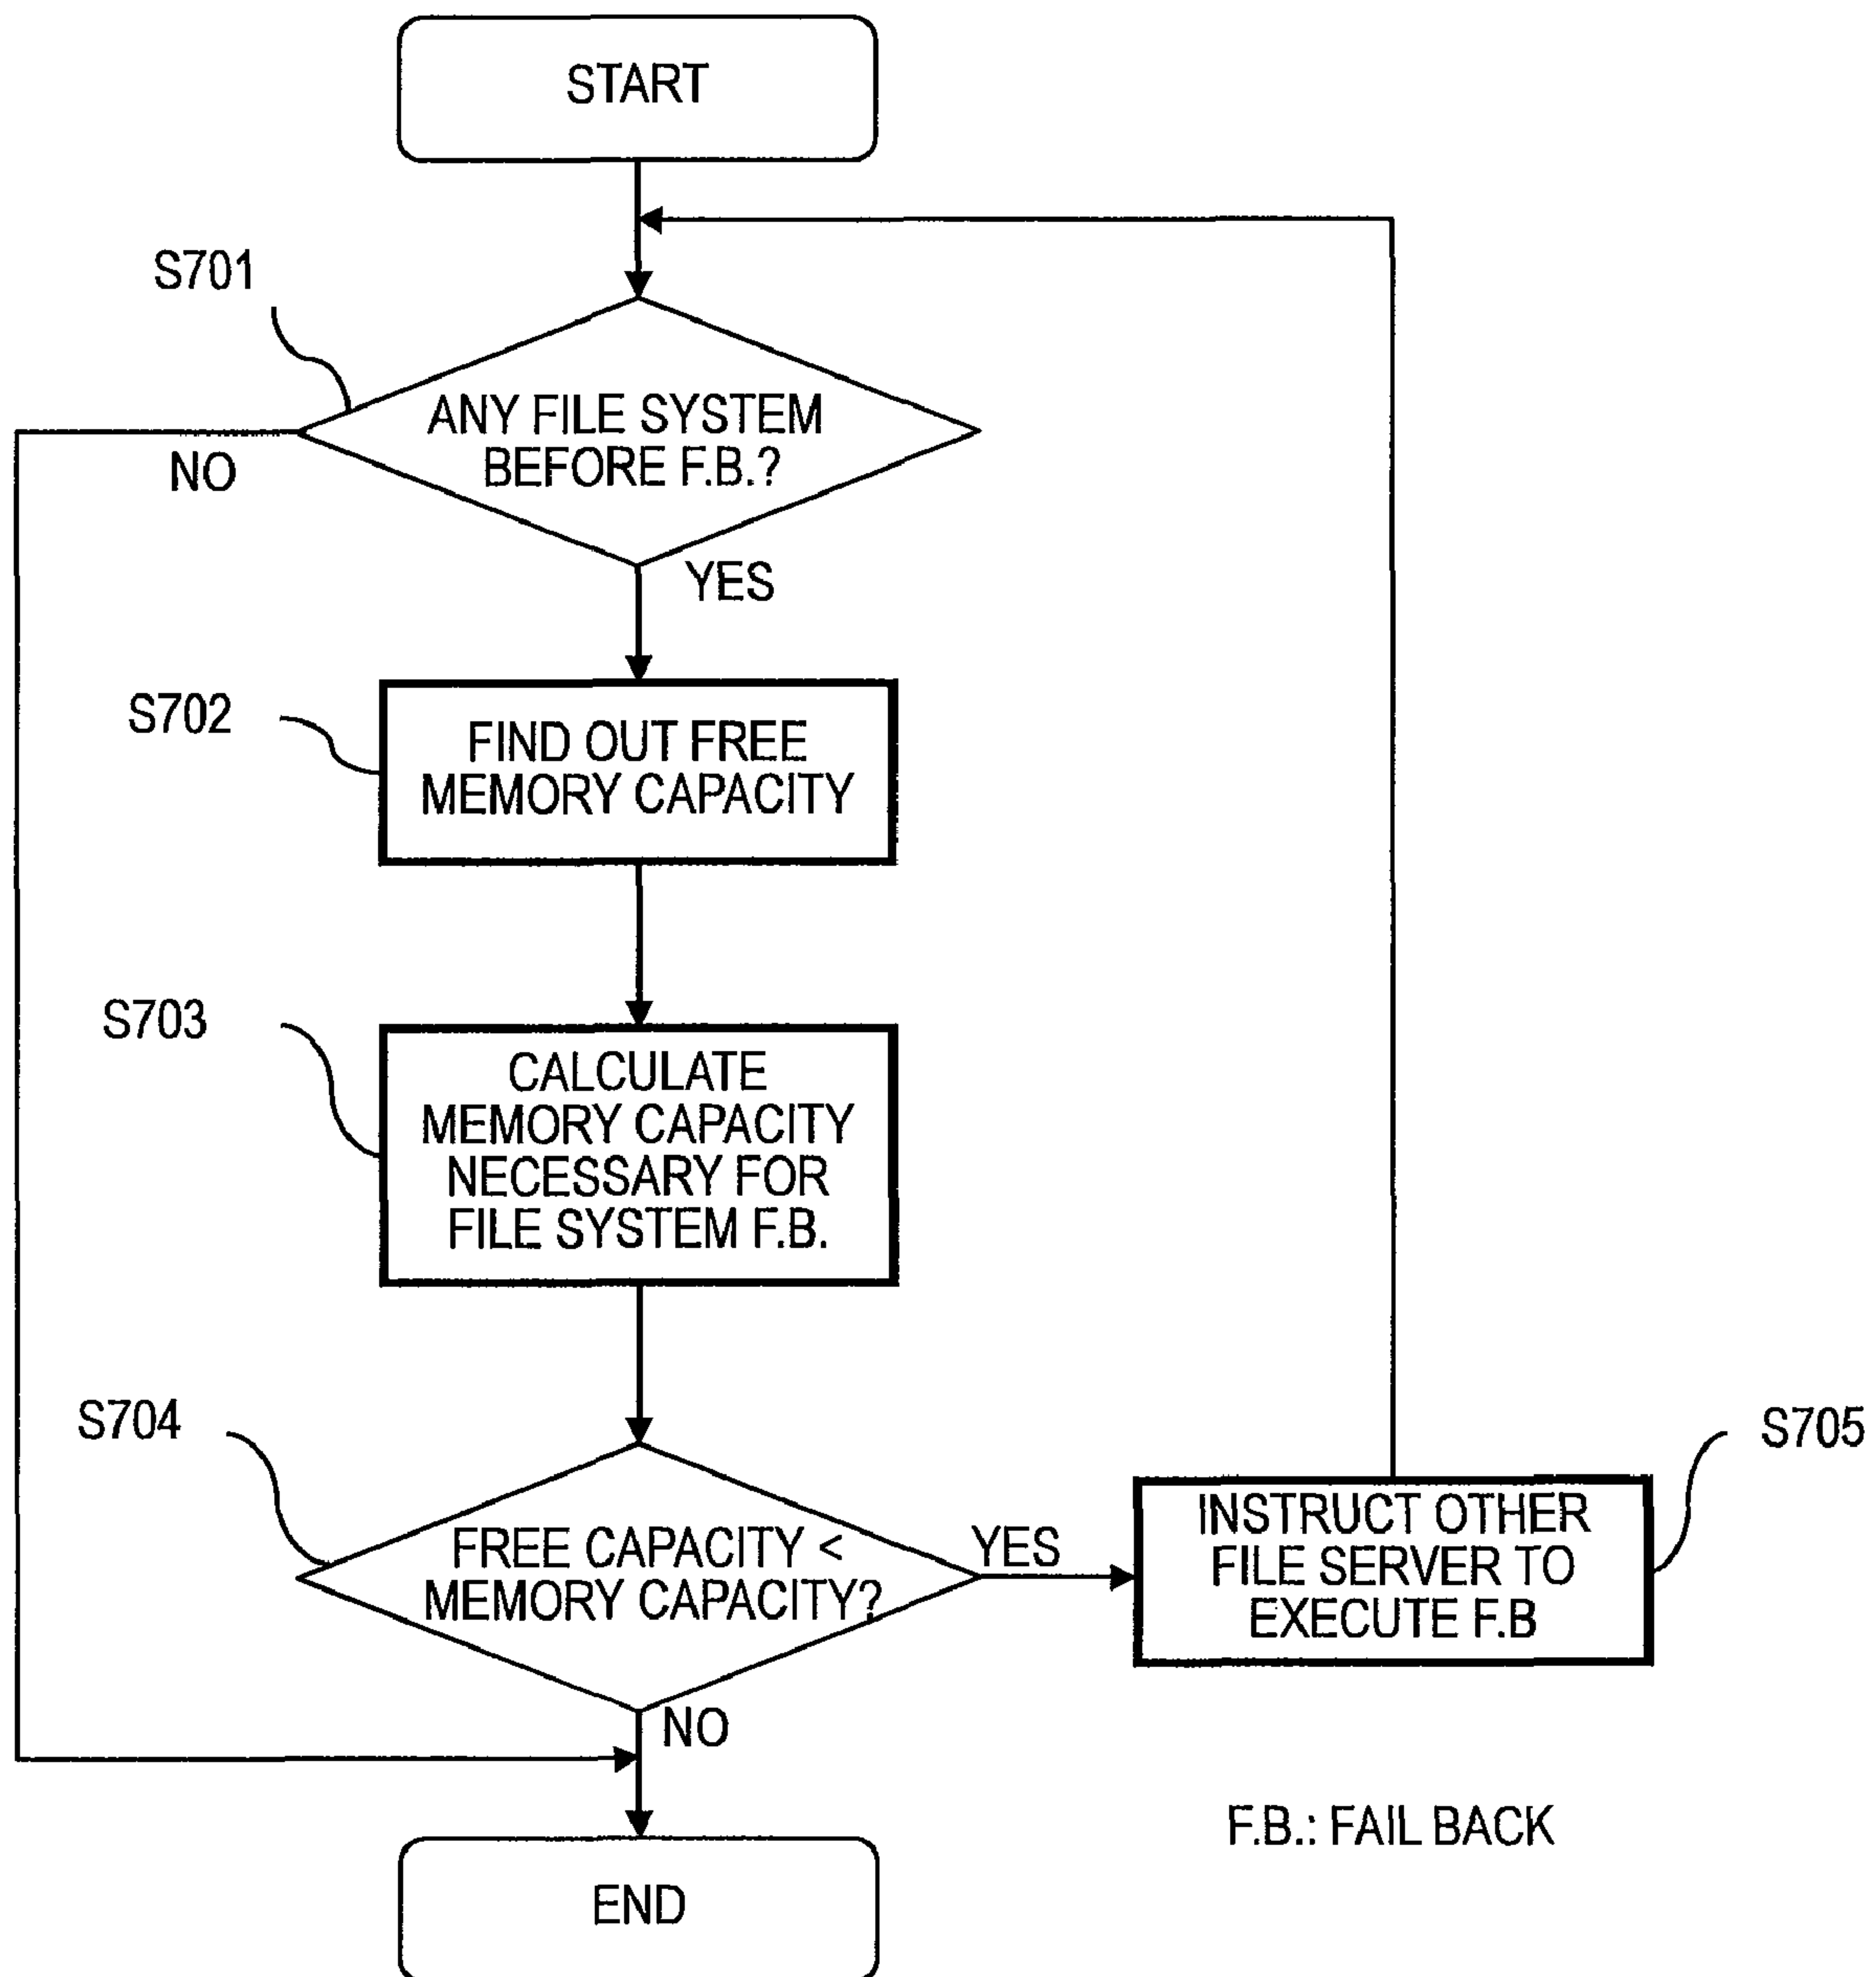 START
S701
ANY FILE SYSTEM
BEFORE F.B.?
NO
YES
S702
FIND OUT FREE
MEMORY CAPACITY
S703
CALCULATE
MEMORY CAPACITY
NECESSARY FOR
FILE SYSTEM F.B.
S704
FREE CAPACITY <
MEMORY CAPACITY?
YES
NO
S705
INSTRUCT OTHER
FILE SERVER TO
EXECUTE F.B
F.B.: FAIL BACK
END